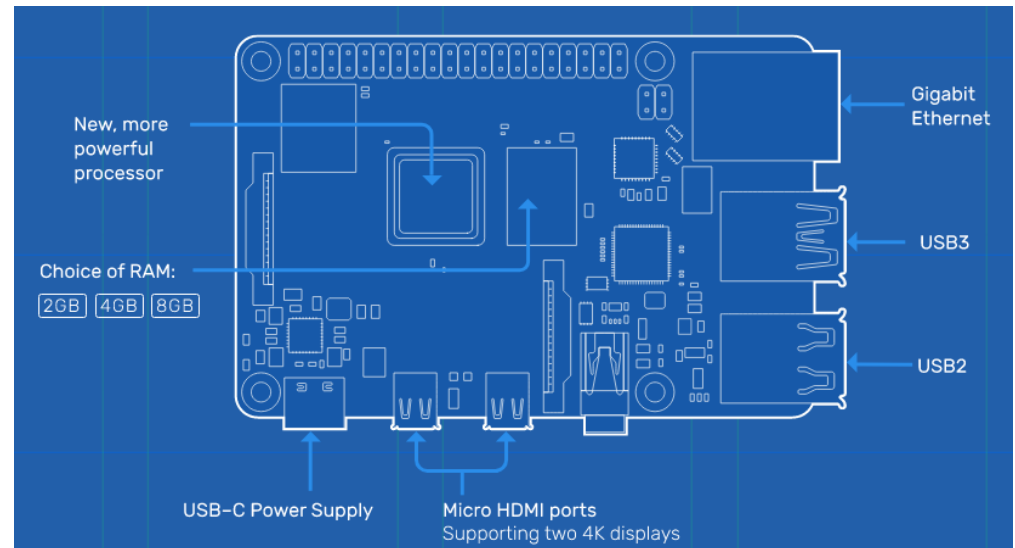 New, more
powerful
processor
Choice of RAM:
2GB 4GB 8GB
Gigabit
Ethernet
USB3
USB2
USB-C Power Supply
Micro HDMI ports
Supporting two 4K displays